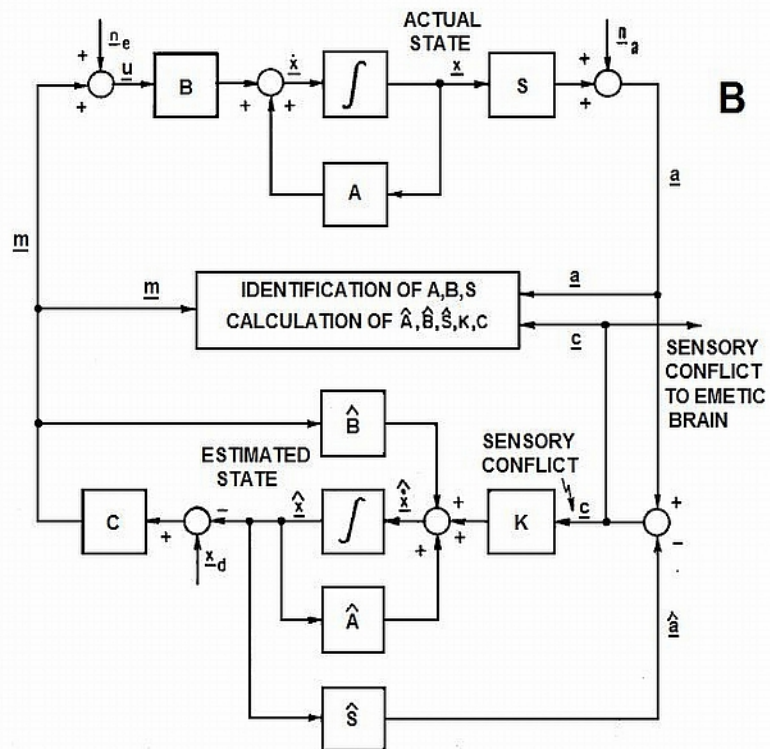 ACTUAL
STATE
n_e
+
+
u
B
+
+
ẋ
∫
x
S
n_a
+
+
B
A
a
m
m
IDENTIFICATION OF A,B,S
CALCULATION OF Â,B̂,Ŝ,K,C
a
c
SENSORY
CONFLICT
TO EMETIC
BRAIN
B̂
ESTIMATED
STATE
SENSORY
CONFLICT
C
+
−
x_d
x̂
∫
x̂̇
+
+
+
K
c
+
−
Â
â
Ŝ